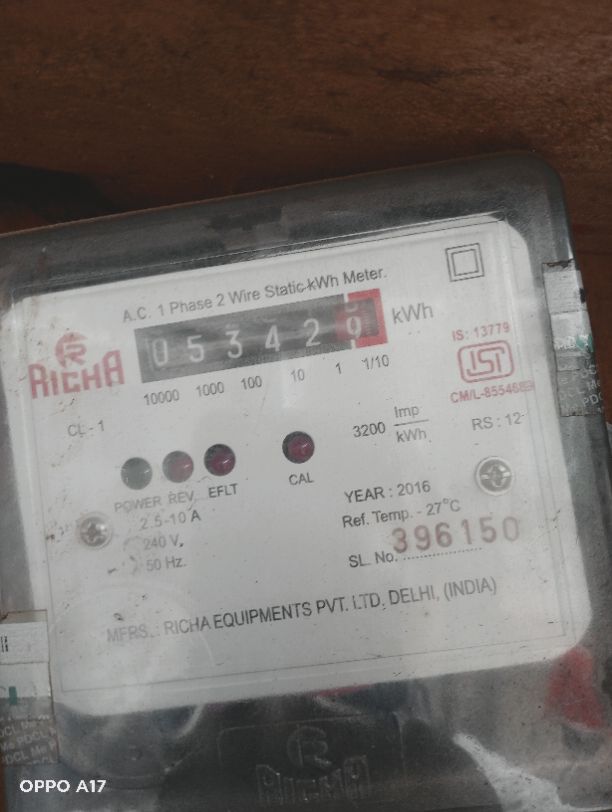 A.C. 1 Phase 2 Wire Static kWh Meter.
RICHA
0 5 3 4 2 9 kWh
10000 1000 100 10 1 1/10
IS: 13779
ISI
CM/L-
CL - 1
3200 Imp
kWh
RS : 12
POWER REV. EFLT
CAL
2.5-10 A
240 V.
50 Hz.
YEAR : 2016
Ref. Temp. - 27°C
SL. No. 396150
MFRS. : RICHA EQUIPMENTS PVT. LTD. DELHI, (INDIA)
RICHA
OPPO A17